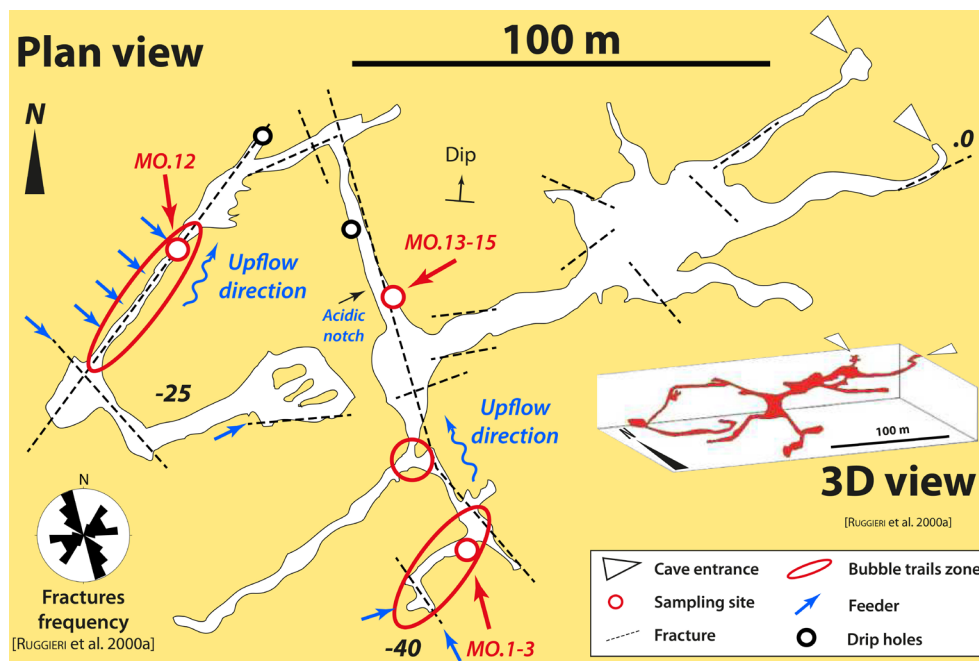 Plan view
100 m
N
.0
Dip
MO.12
MO.13-15
Upflow
direction
Acidic
notch
-25
Upflow
direction
N
100 m
3D view
[RUGGIERI et al. 2000a]
N
Fractures
frequency
[RUGGIERI et al. 2000a]
-40
MO.1-3
Cave entrance
Bubble trails zone
Sampling site
Feeder
Fracture
Drip holes